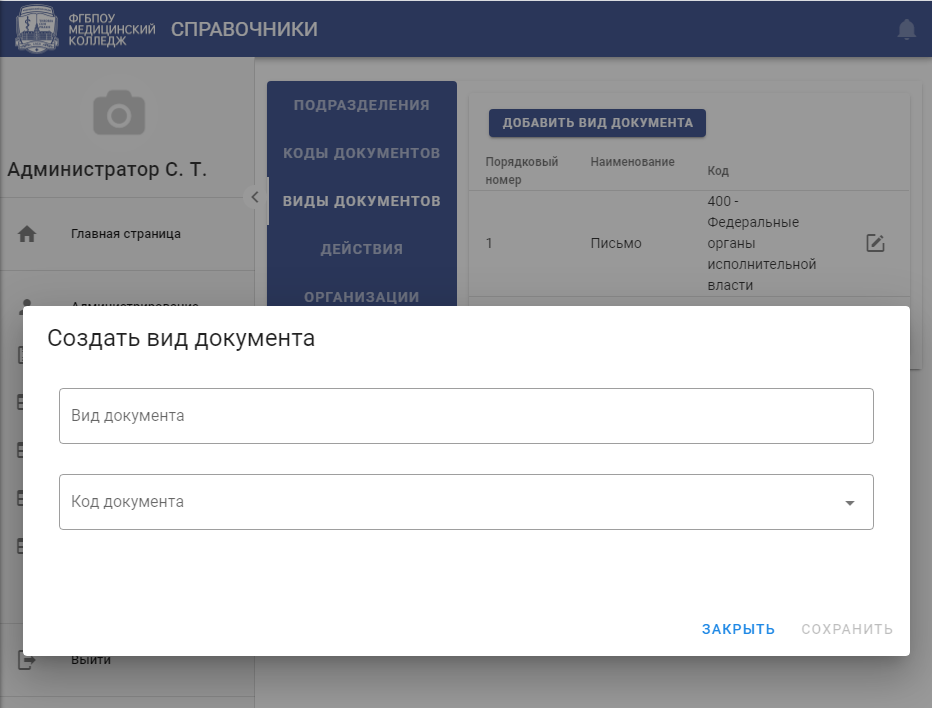 ФГБПОУ
МЕДИЦИНСКИЙ
КОЛЛЕДЖ
СПРАВОЧНИКИ
Администратор С. Т.
Главная страница
Администрирование
Выйти
ПОДРАЗДЕЛЕНИЯ
КОДЫ ДОКУМЕНТОВ
ВИДЫ ДОКУМЕНТОВ
ДЕЙСТВИЯ
ОРГАНИЗАЦИИ
ДОБАВИТЬ ВИД ДОКУМЕНТА
Порядковый
номер
Наименование
Код
1
Письмо
400 -
Федеральные
органы
исполнительной
власти
Создать вид документа
Вид документа
Код документа
ЗАКРЫТЬ
СОХРАНИТЬ